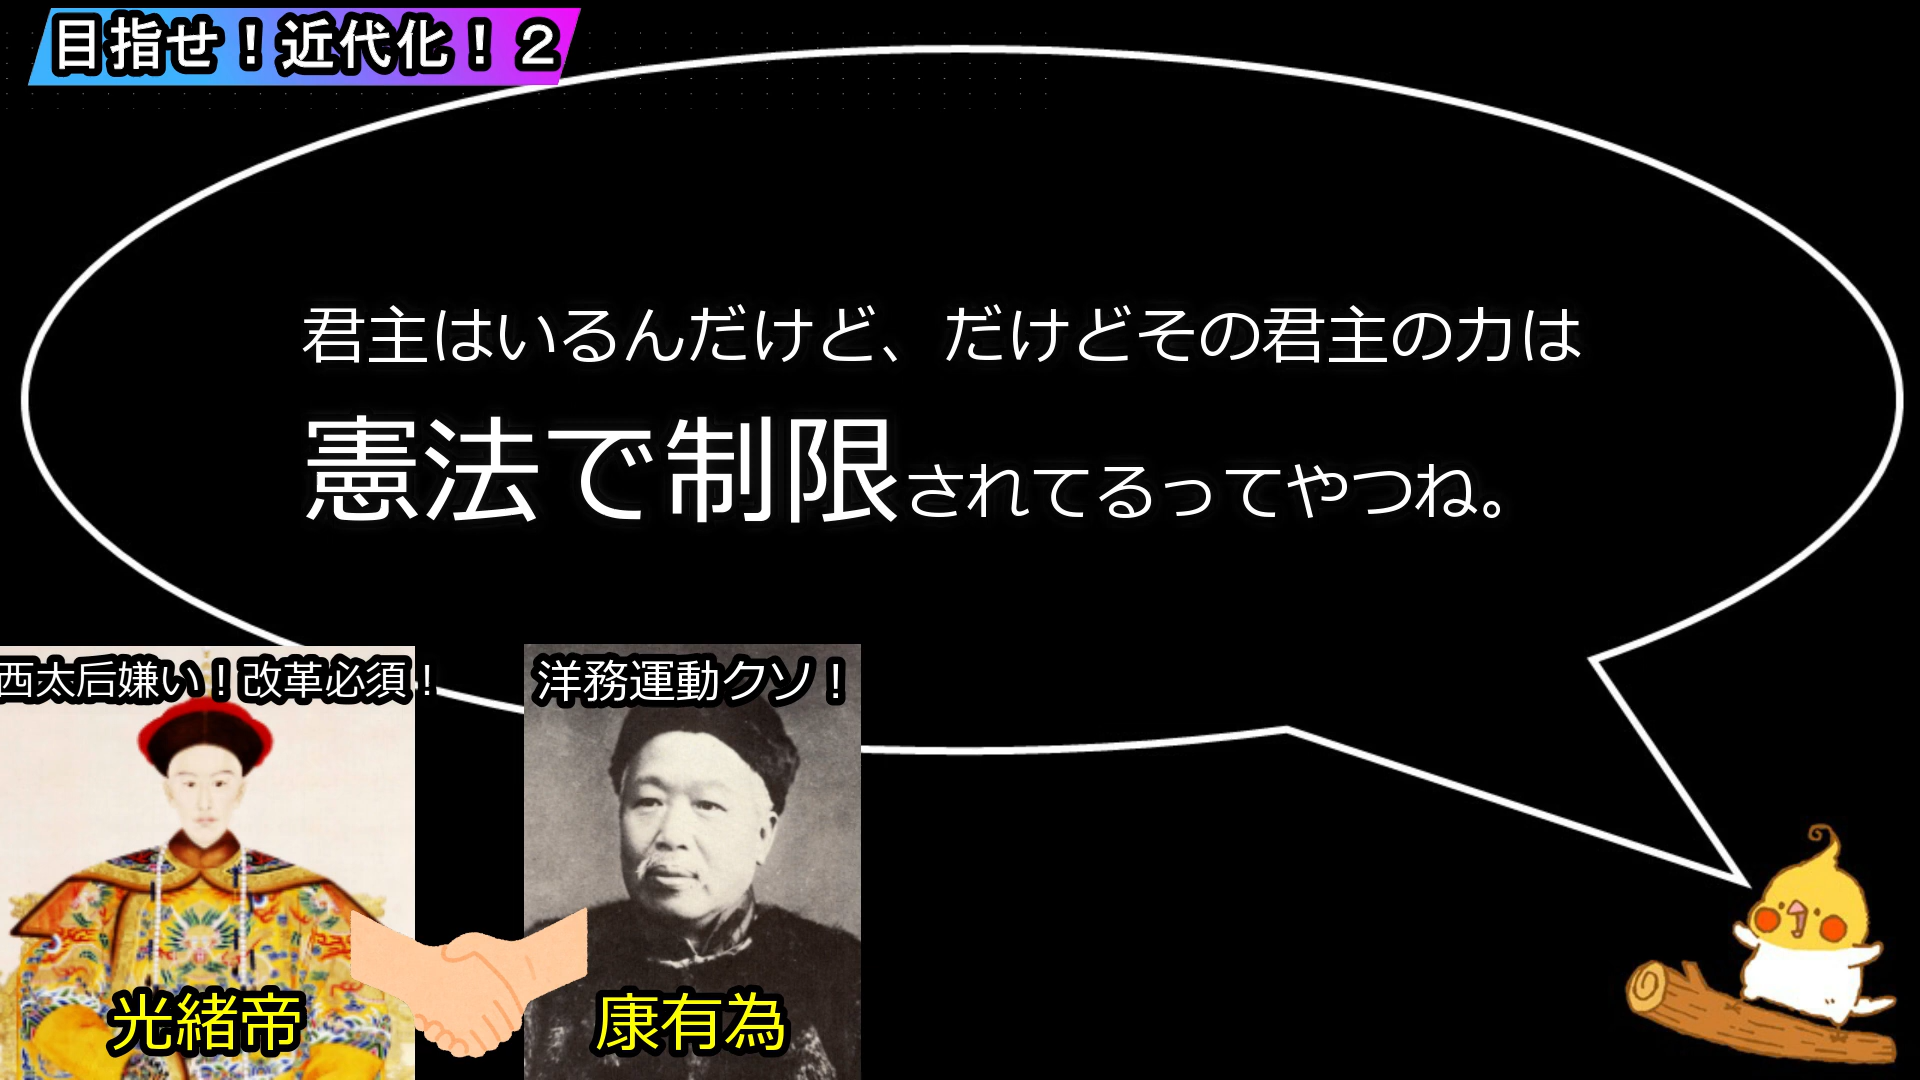 目指せ！近代化！２
君主はいるんだけど、だけどその君主の力は
憲法で制限されてるってやつね。
西太后嫌い！改革必須！
洋務運動クソ！
光緒帝
康有為